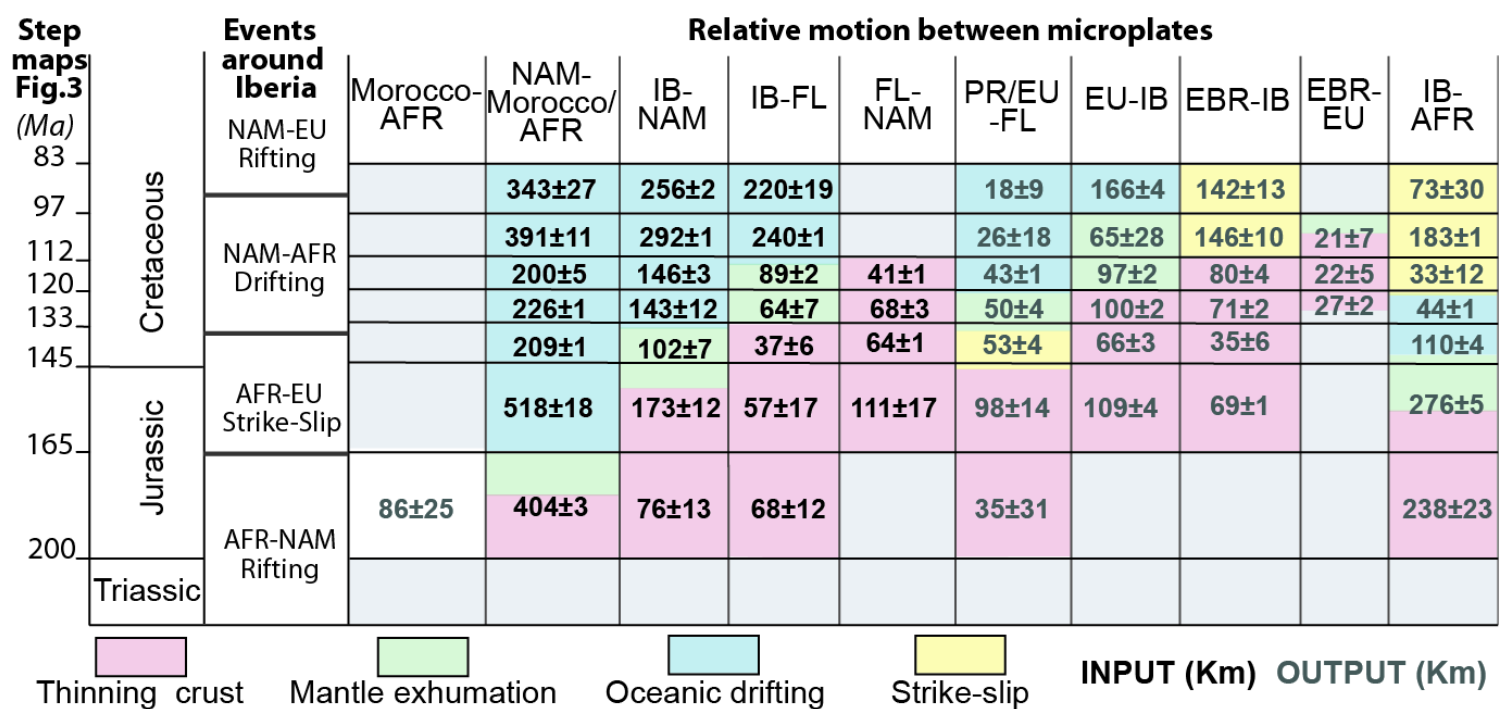 Step
maps
Fig.3
(Ma)
Events
around
Iberia
Relative motion between microplates
Morocco-
AFR
NAM-
Morocco/
AFR
IB-
NAM
IB-FL
FL-
NAM
PR/EU
-FL
EU-IB
EBR-IB
EBR-
EU
IB-
AFR
NAM-EU
Rifting
83
343±27 256±2 220±19 18±9 166±4 142±13 73±30
97
391±11 292±1 240±1 26±18 65±28 146±10 21±7 183±1
112
Cretaceous
NAM-AFR
Drifting
200±5 146±3 89±2 41±1 43±1 97±2 80±4 22±5 33±12
120
226±1 143±12 64±7 68±3 50±4 100±2 71±2 27±2 44±1
133
209±1 102±7 37±6 64±1 53±4 66±3 35±6 110±4
145
Jurassic
AFR-EU
Strike-Slip
518±18 173±12 57±17 111±17 98±14 109±4 69±1 276±5
165
86±25 404±3 76±13 68±12 35±31 238±23
AFR-NAM
Rifting
200
Triassic
Thinning crust
Mantle exhumation
Oceanic drifting
Strike-slip
INPUT (Km) OUTPUT (Km)